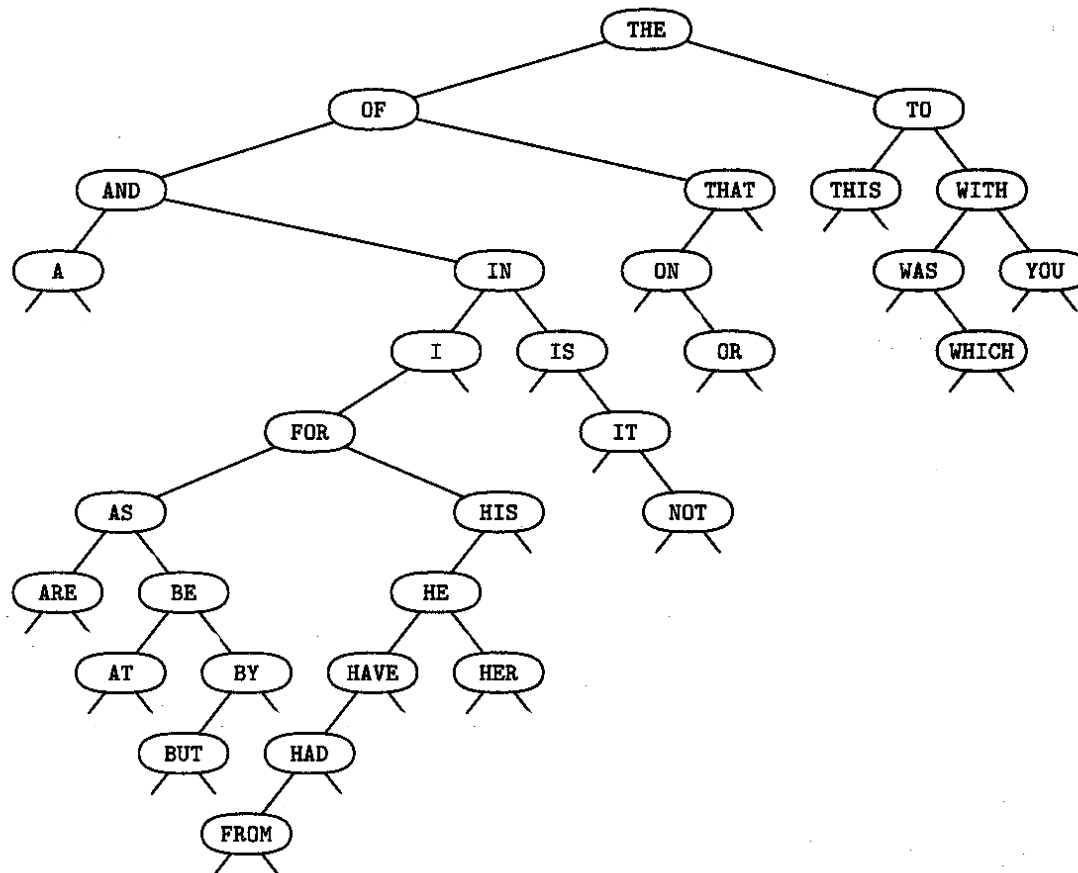 THE
OF TO
AND THAT THIS WITH
A IN ON WAS YOU
I IS OR WHICH
FOR IT
AS HIS NOT
ARE BE HE
AT BY HAVE HER
BUT HAD
FROM